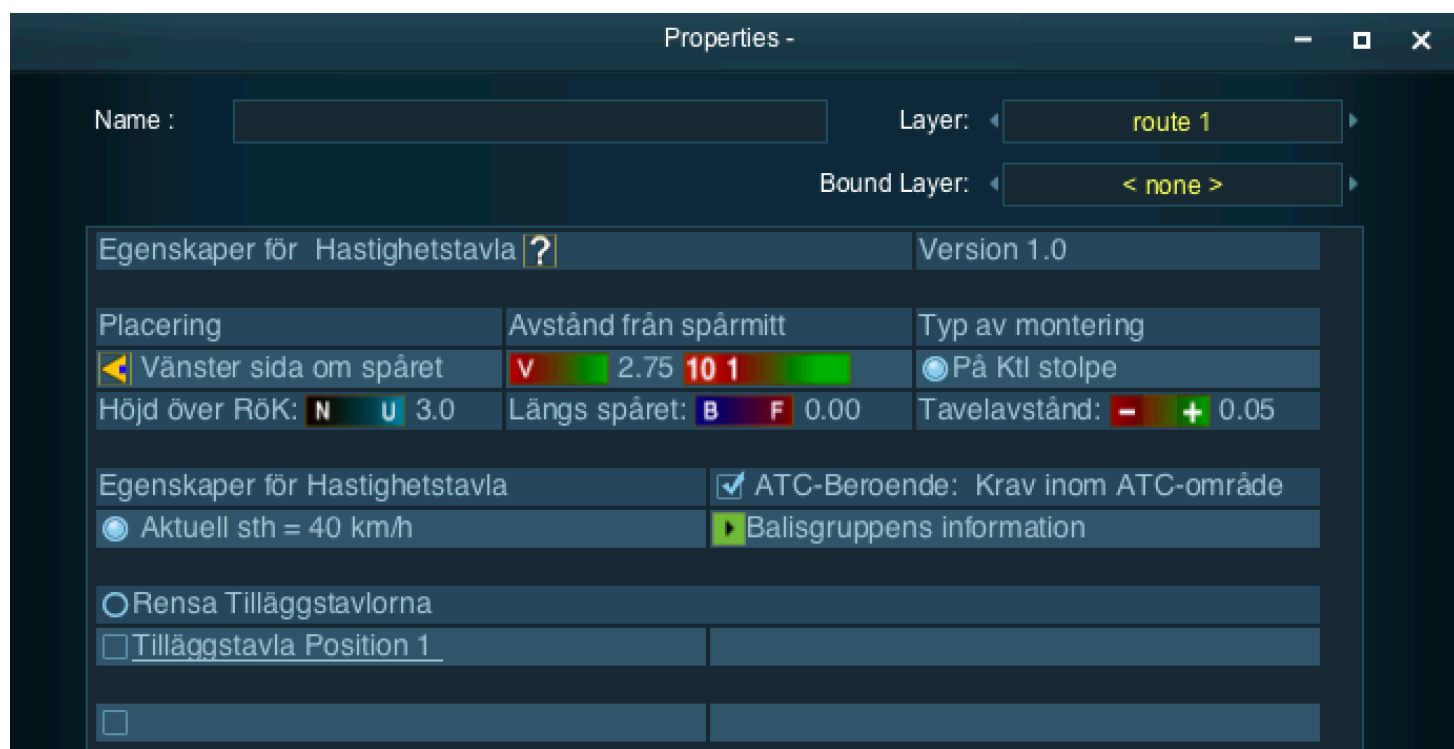 Properties -
Name : Layer: route 1
Bound Layer: < none >
Egenskaper för Hastighetstavla ? Version 1.0
Placering Avstånd från spårmitt Typ av montering
Vänster sida om spåret V 2.75 10 1 På Ktl stolpe
Höjd över RöK: N U 3.0 Längs spåret: B F 0.00 Tavelavstånd: - + 0.05
Egenskaper för Hastighetstavla ATC-Beroende: Krav inom ATC-område
Aktuell sth = 40 km/h Balisgruppens information
Rensa Tilläggstavlorna
Tilläggstavla Position 1